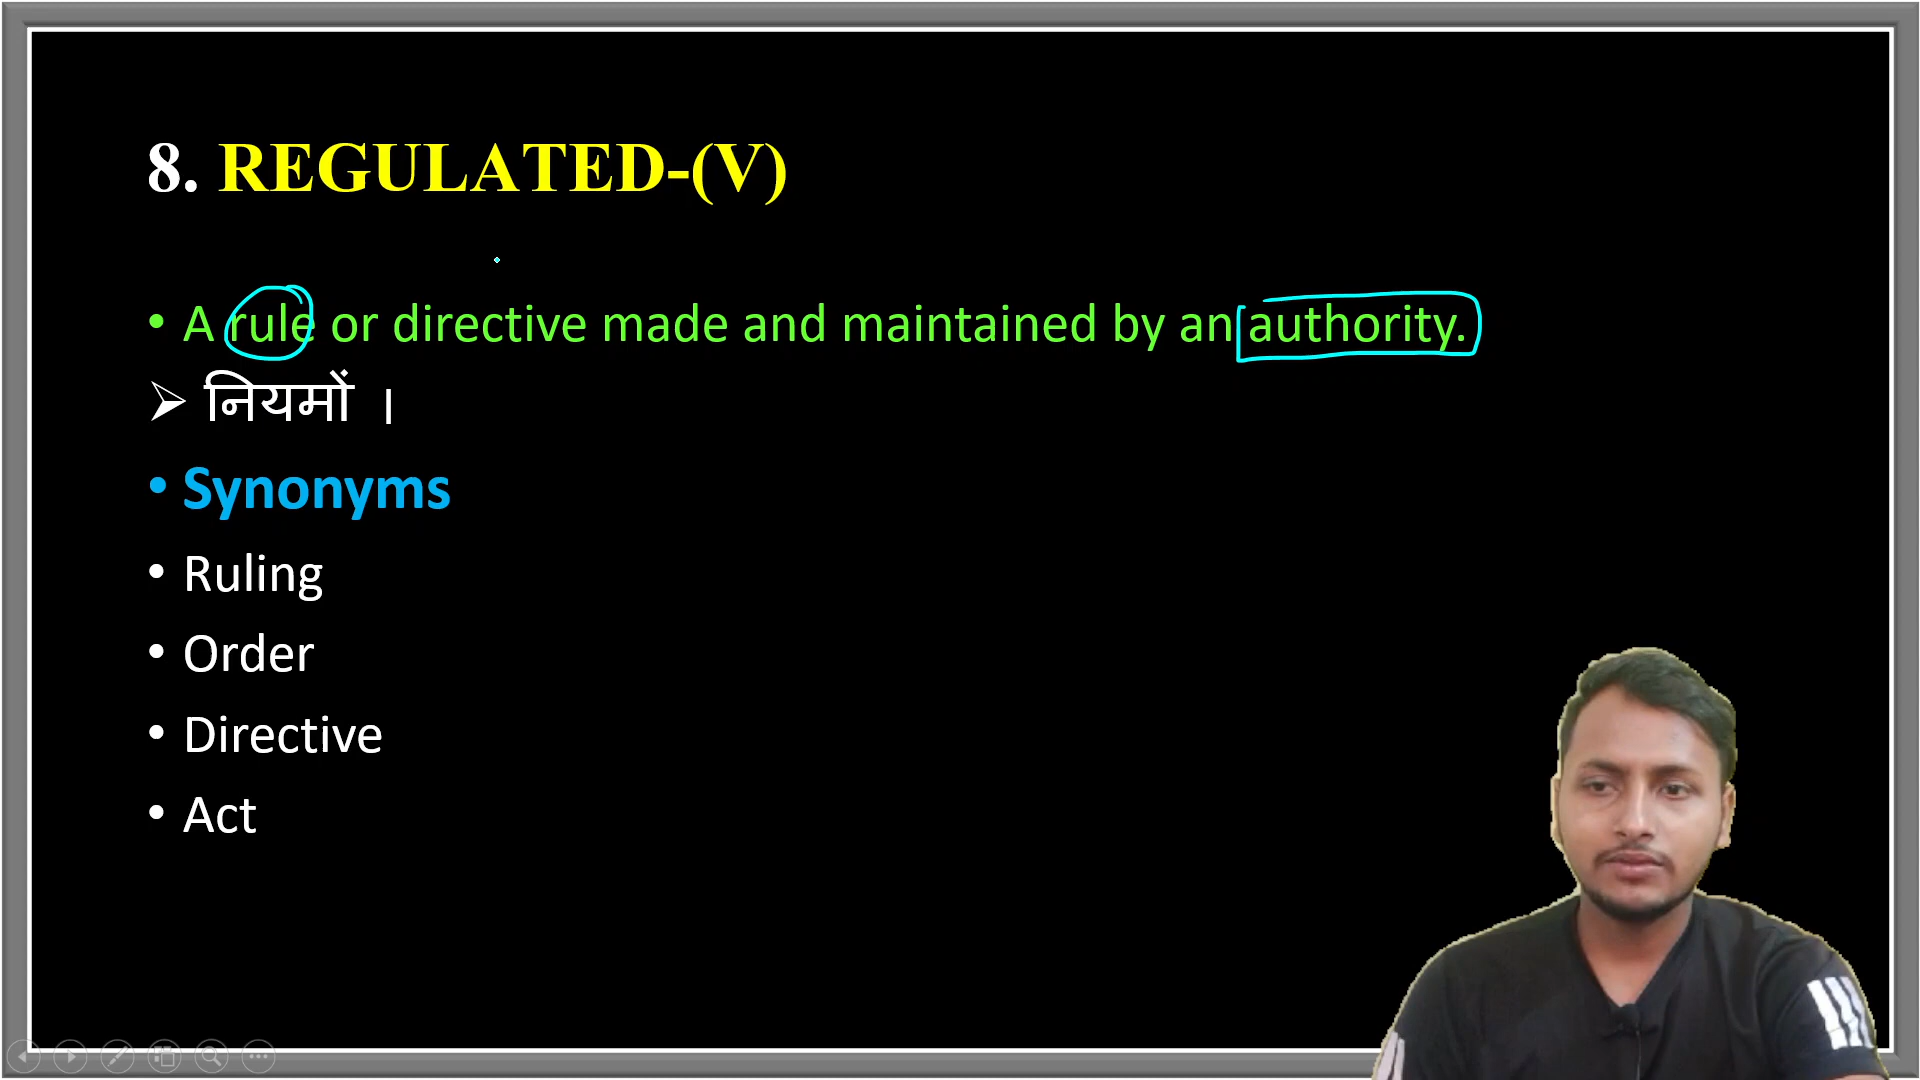 8. REGULATED-(V)
• A rule or directive made and maintained by an authority.
➢ नियमों ।
• Synonyms
• Ruling
• Order
• Directive
• Act